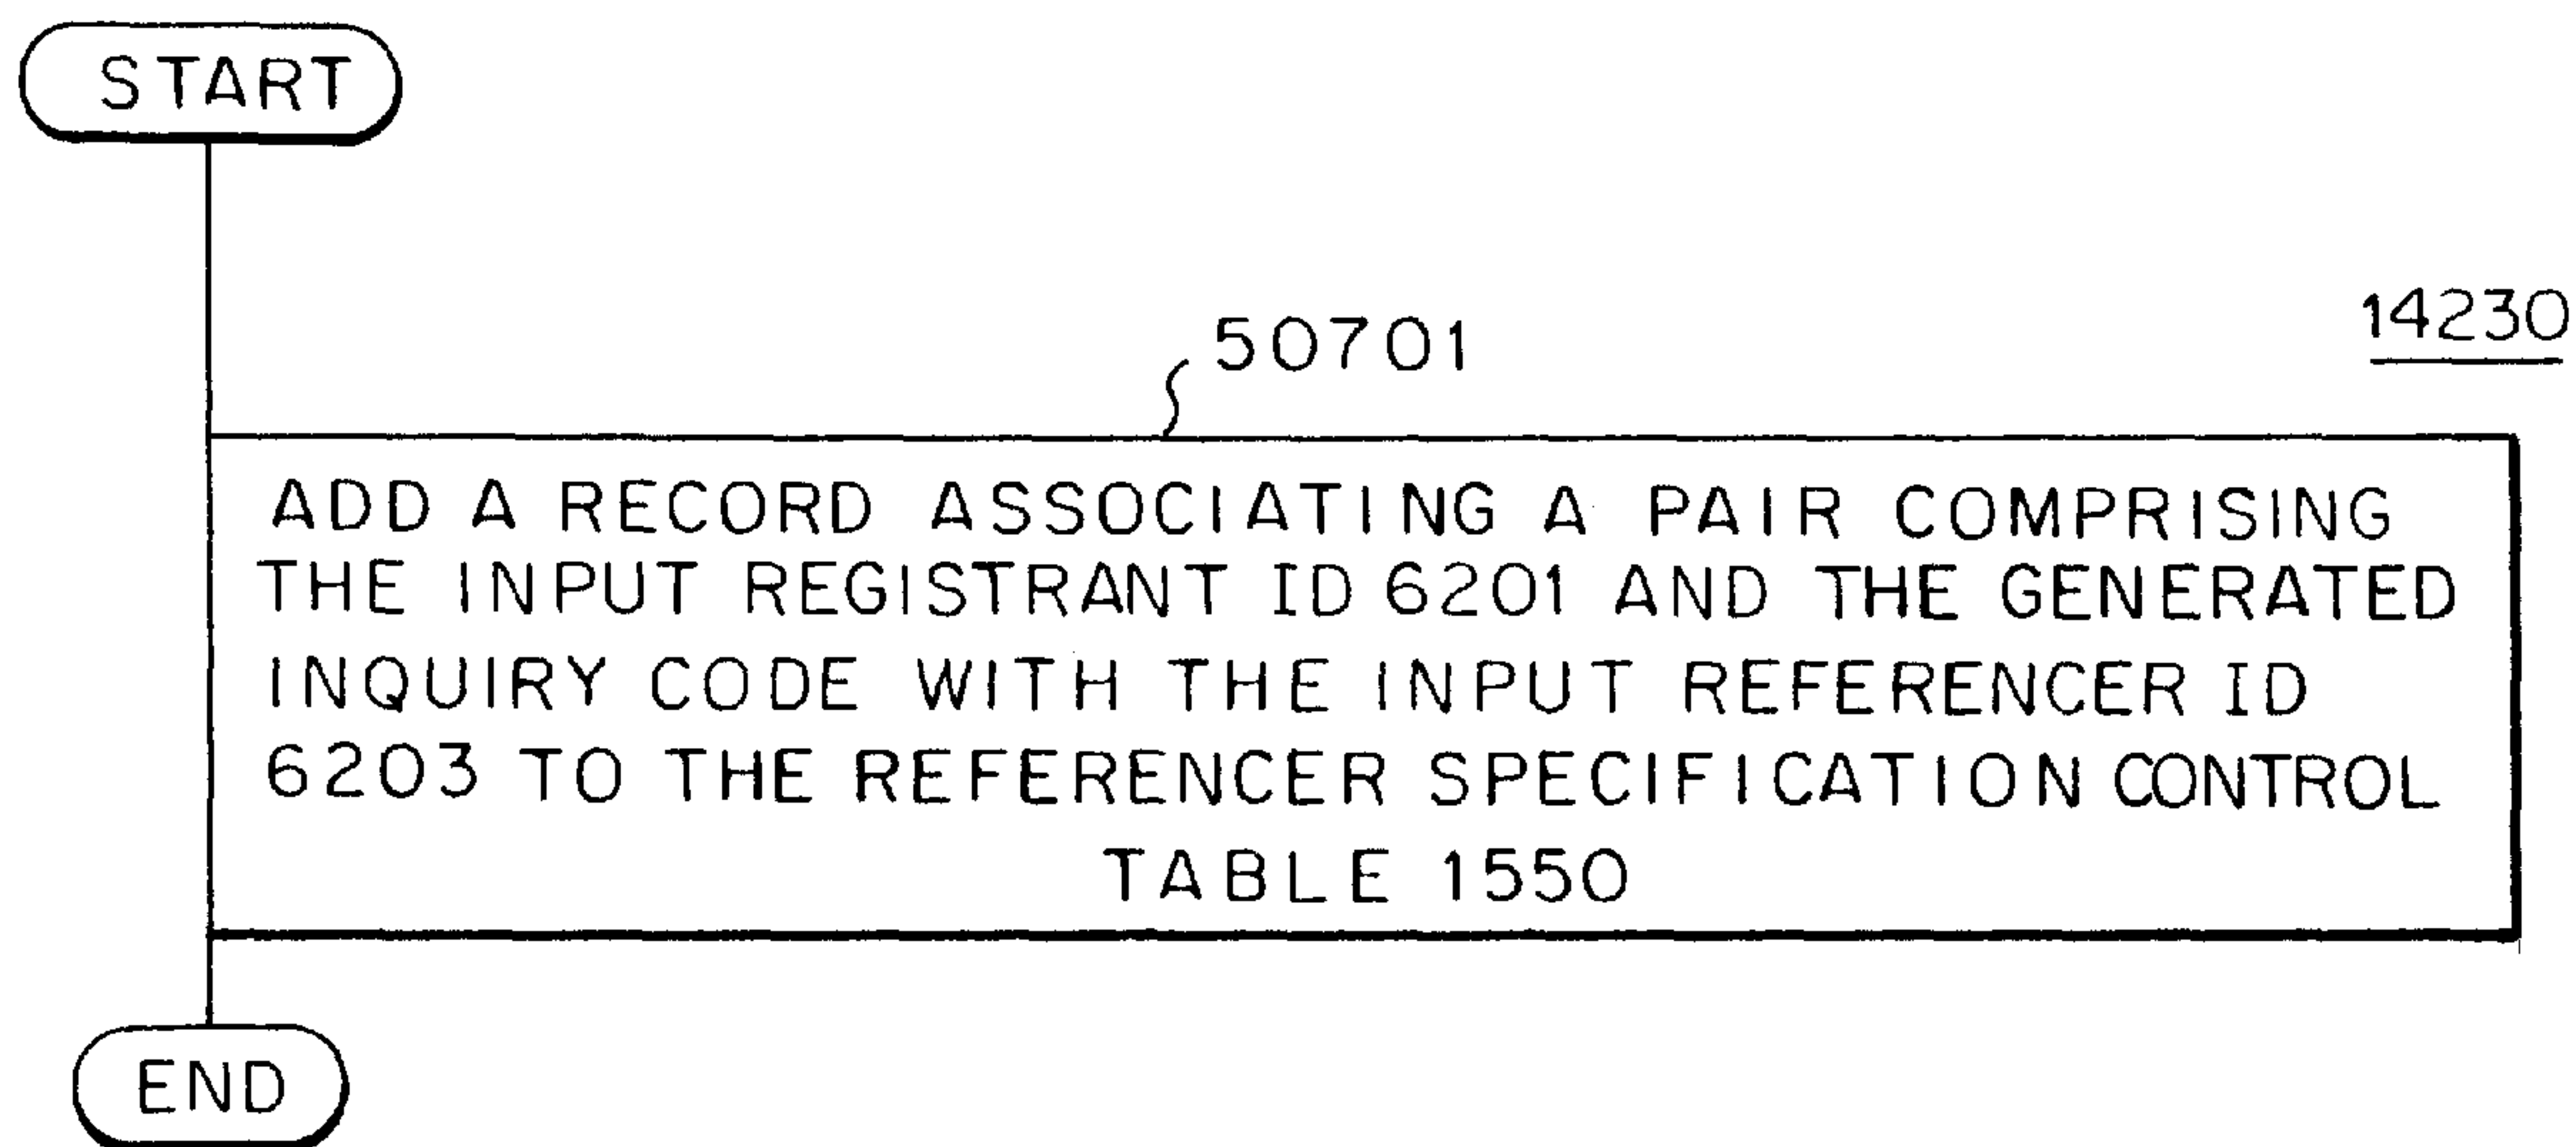 START
14230
50701
ADD A RECORD ASSOCIATING A PAIR COMPRISING
THE INPUT REGISTRANT ID 6201 AND THE GENERATED
INQUIRY CODE WITH THE INPUT REFERENCER ID
6203 TO THE REFERENCER SPECIFICATION CONTROL
TABLE 1550
END